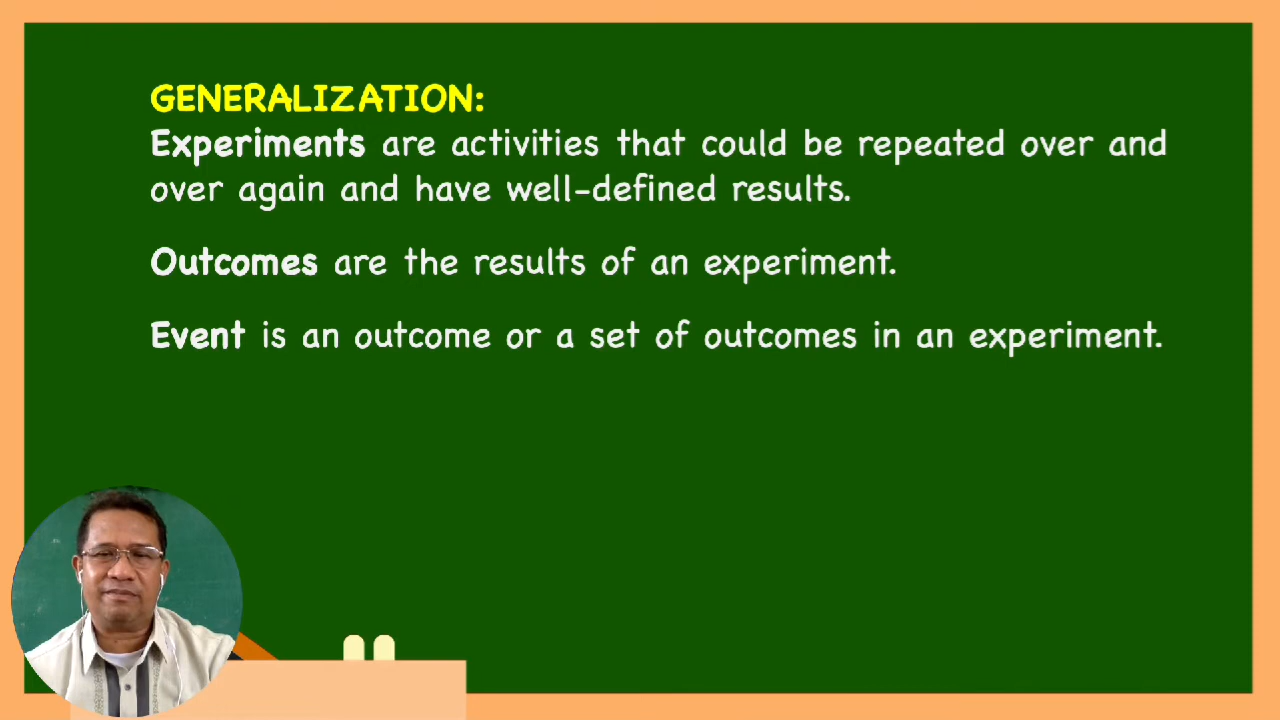 GENERALIZATION:
Experiments are activities that could be repeated over and
over again and have well-defined results.
Outcomes are the results of an experiment.
Event is an outcome or a set of outcomes in an experiment.